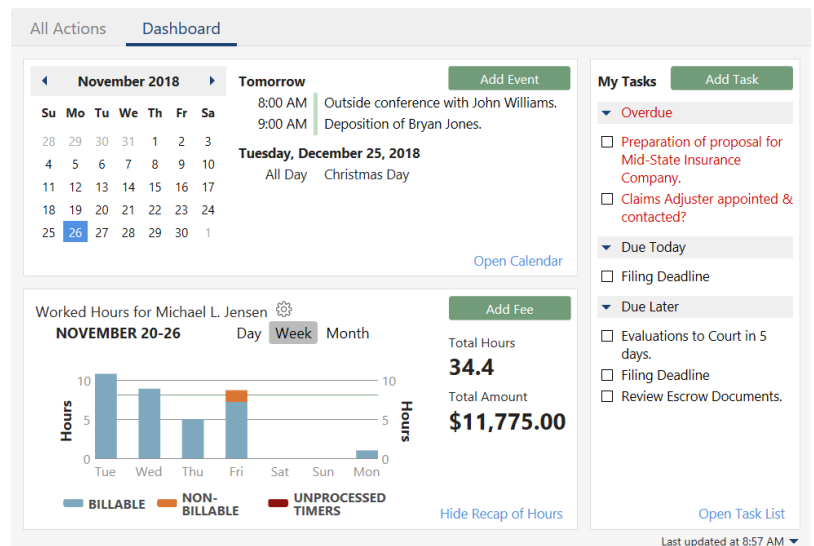 All Actions Dashboard
November 2018
Su Mo Tu We Th Fr Sa
28 29 30 31 1 2 3
4 5 6 7 8 9 10
11 12 13 14 15 16 17
18 19 20 21 22 23 24
25 26 27 28 29 30 1
Tomorrow
Add Event
8:00 AM Outside conference with John Williams.
9:00 AM Deposition of Bryan Jones.
Tuesday, December 25, 2018
All Day Christmas Day
Open Calendar
Worked Hours for Michael L. Jensen
NOVEMBER 20-26 Day Week Month
Hours
10
5
0
10
5
0
Hours
Tue Wed Thu Fri Sat Sun Mon
BILLABLE
NON-
BILLABLE
UNPROCESSED
TIMERS
Add Fee
Total Hours
34.4
Total Amount
$11,775.00
Hide Recap of Hours
My Tasks Add Task
Overdue
Preparation of proposal for
Mid-State Insurance
Company.
Claims Adjuster appointed &
contacted?
Due Today
Filing Deadline
Due Later
Evaluations to Court in 5
days.
Filing Deadline
Review Escrow Documents.
Open Task List
Last updated at 8:57 AM